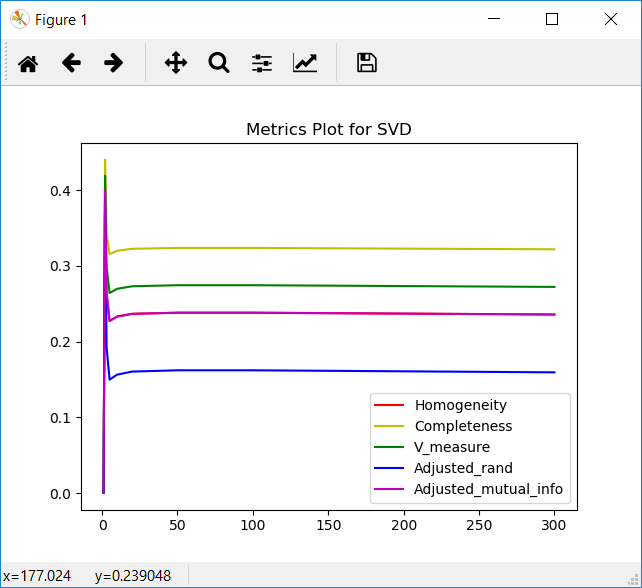 Figure 1
Metrics Plot for SVD
0.4
0.3
0.2
0.1
0.0
Homogeneity
Completeness
V_measure
Adjusted_rand
Adjusted_mutual_info
0 50 100 150 200 250 300
x=177.024 y=0.239048